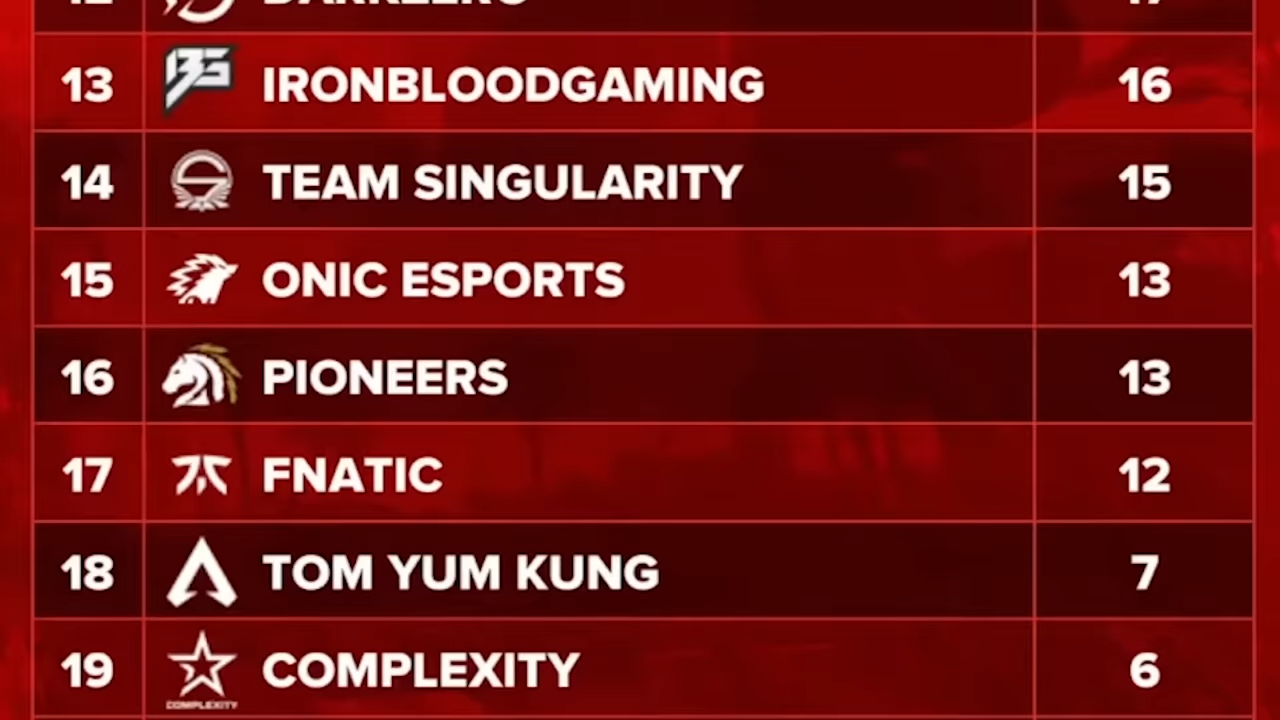 13 IRONBLOODGAMING 16
14 TEAM SINGULARITY 15
15 ONIC ESPORTS 13
16 PIONEERS 13
17 FNATIC 12
18 TOM YUM KUNG 7
19 COMPLEXITY COMPLEXITY 6